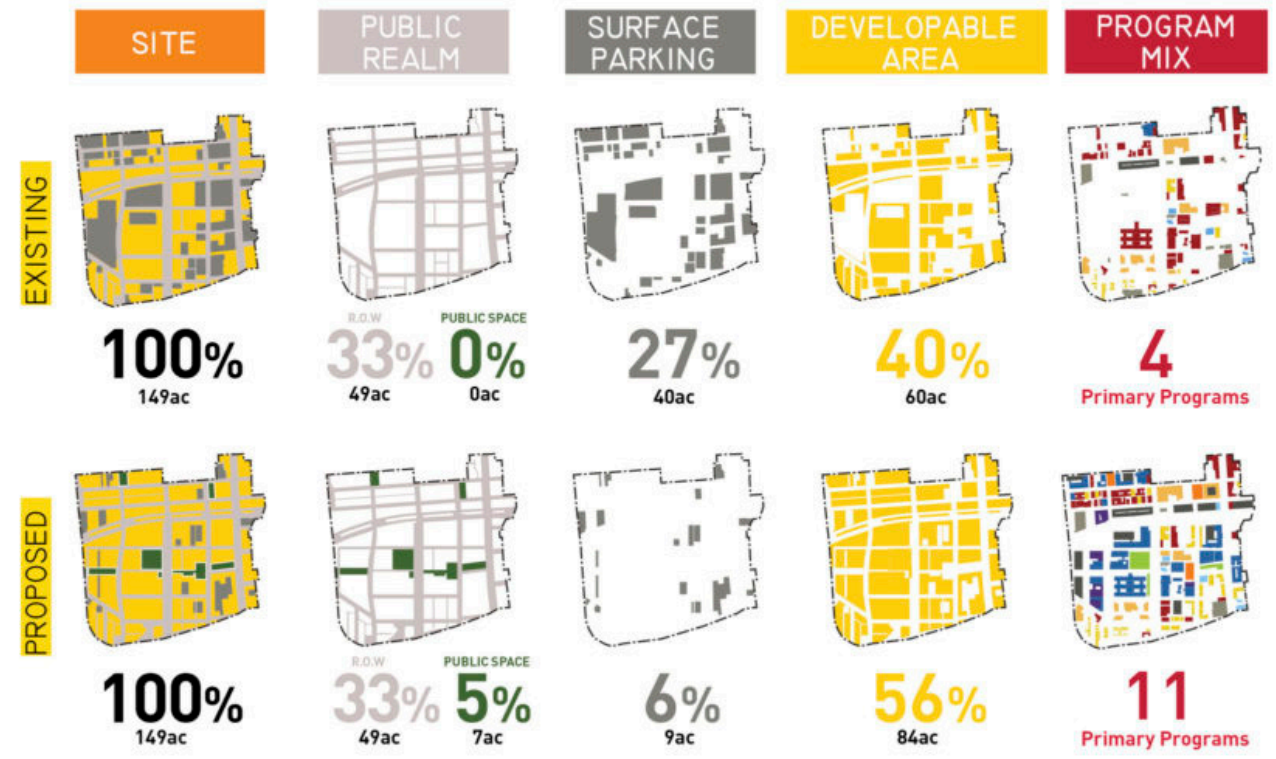 SITE
PUBLIC
REALM
SURFACE
PARKING
DEVELOPABLE
AREA
PROGRAM
MIX
EXISTING
100%
149ac
R.O.W
33%
49ac
PUBLIC SPACE
0%
0ac
27%
40ac
40%
60ac
4
Primary Programs
PROPOSED
100%
149ac
R.O.W
33%
49ac
PUBLIC SPACE
5%
7ac
6%
9ac
56%
84ac
11
Primary Programs